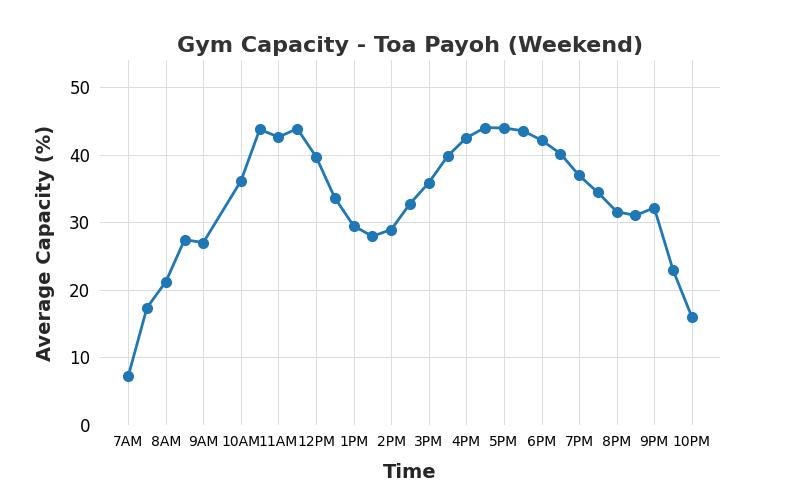 Gym Capacity - Toa Payoh (Weekend)
Average Capacity (%)
50
40
30
20
10
0
7AM 8AM 9AM 10AM 11AM 12PM 1PM 2PM 3PM 4PM 5PM 6PM 7PM 8PM 9PM 10PM
Time